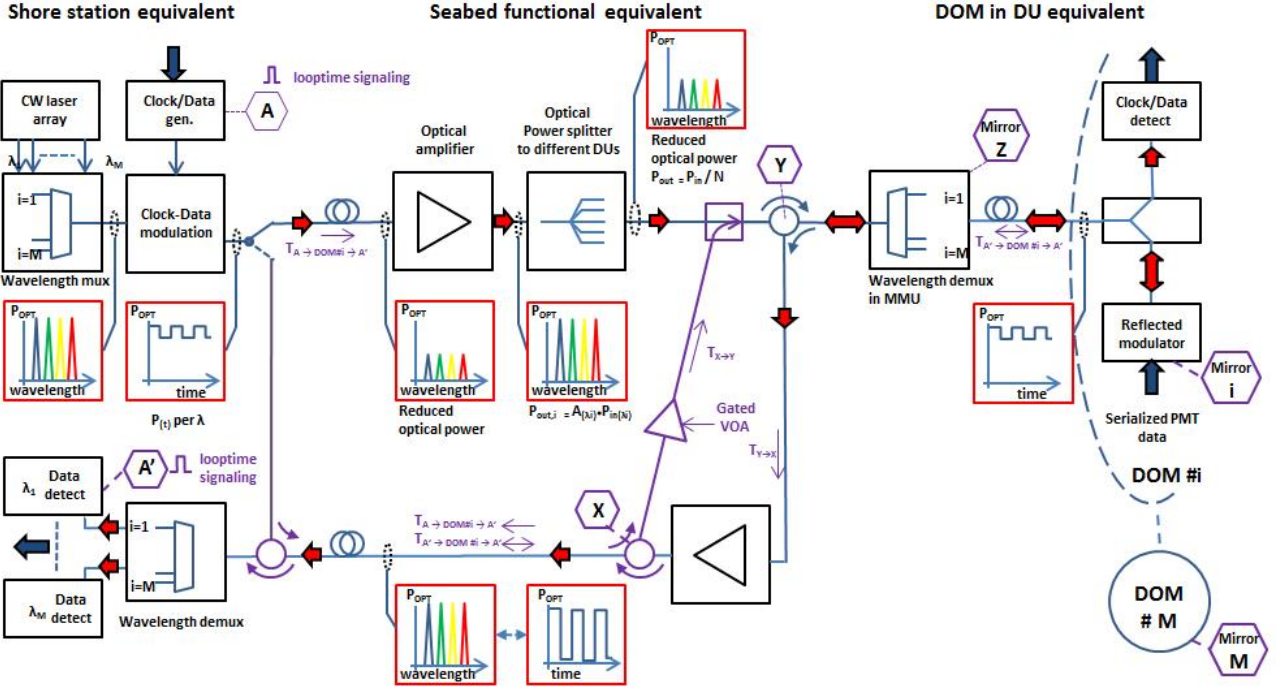 Shore station equivalent
Seabed functional equivalent
DOM in DU equivalent
looptime signaling
CW laser
array
Clock/Data
gen.
A
λ1
λM
i=1
i=M
Wavelength mux
Clock-Data
modulation
POPT
wavelength
POPT
time
P(t) per λ
TA → DOM#i → A'
Optical
amplifier
POPT
wavelength
Reduced
optical power
Optical
Power splitter
to different DUs
POPT
wavelength
Pout,i = A(λi)•Pin(λi)
POPT
wavelength
Reduced
optical power
Pout = Pin / N
Y
TX→Y
Gated
VOA
TY→X
X
Mirror
Z
i=1
i=M
Wavelength demux
in MMU
TA' → DOM #i → A'
POPT
time
Clock/Data
detect
Reflected
modulator
Mirror
i
Serialized PMT
data
DOM #i
DOM
# M
Mirror
M
λ1 Data
detect
A'
looptime
signaling
λM Data
detect
i=1
i=M
Wavelength demux
TA → DOM#i → A'
TA' → DOM #i → A'
POPT
wavelength
POPT
time